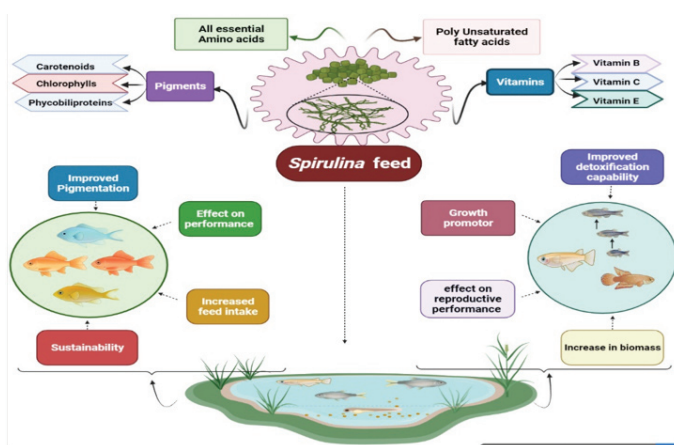 All essential
Amino acids
Poly Unsaturated
fatty acids
Carotenoids
Chlorophylls
Phycobiliproteins
Pigments
Vitamins
Vitamin B
Vitamin C
Vitamin E
Spirulina feed
Improved
Pigmentation
Effect on
performance
Increased
feed intake
Sustainability
Improved
detoxification
capability
Growth
promotor
effect on
reproductive
performance
Increase in biomass